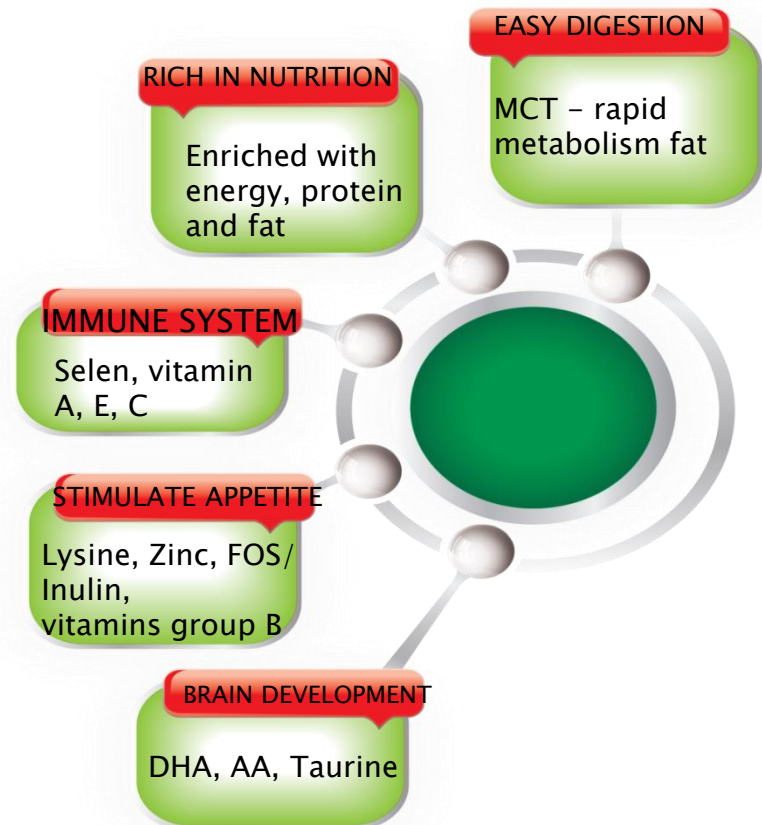 EASY DIGESTION
MCT – rapid
metabolism fat
RICH IN NUTRITION
Enriched with
energy, protein
and fat
IMMUNE SYSTEM
Selen, vitamin
A, E, C
STIMULATE APPETITE
Lysine, Zinc, FOS/
Inulin,
vitamins group B
BRAIN DEVELOPMENT
DHA, AA, Taurine